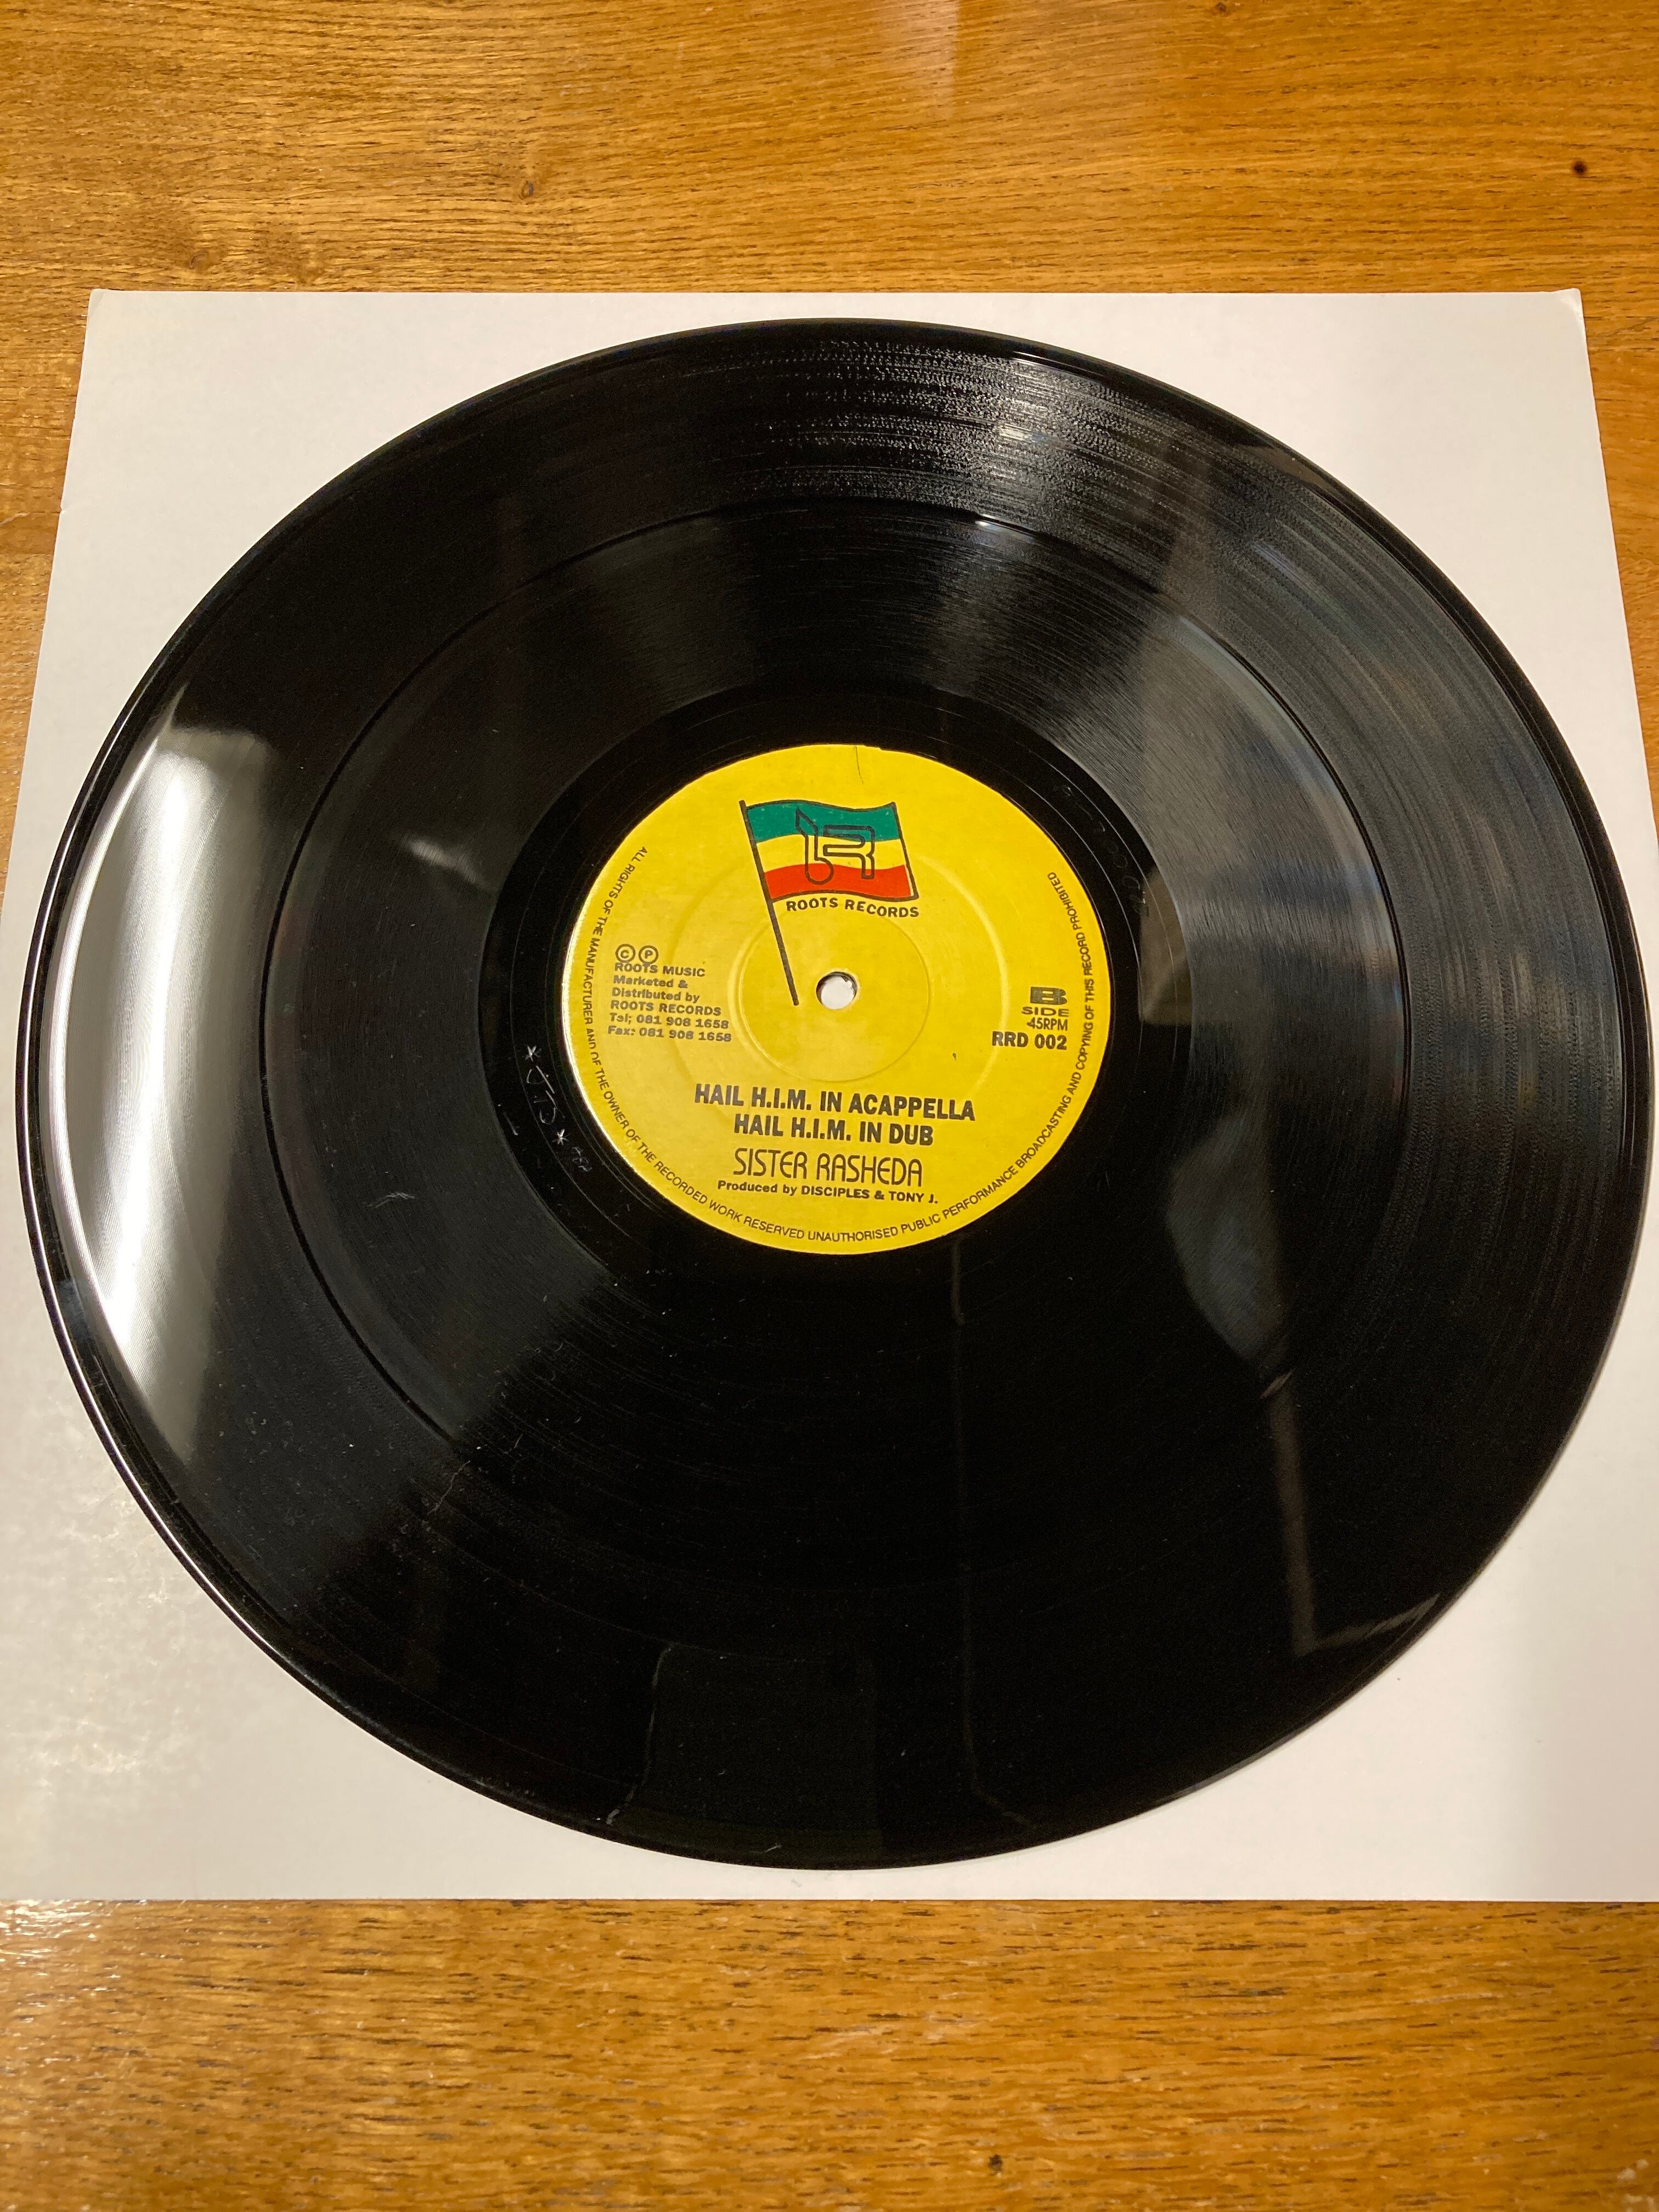 ROOTS RECORDS
© ℗
ROOTS MUSIC
Marketed &
Distributed by
ROOTS RECORDS
Tel; 081 908 1658
Fax: 081 908 1658
B
SIDE
45RPM
RRD 002
HAIL H.I.M. IN ACAPPELLA
HAIL H.I.M. IN DUB
SISTER RASHEDA
Produced by DISCIPLES & TONY J.
ALL RIGHTS OF THE MANUFACTURER AND OF THE OWNER OF THE RECORDED WORK RESERVED UNAUTHORISED PUBLIC PERFORMANCE BROADCASTING AND COPYING OF THIS RECORD PROHIBITED